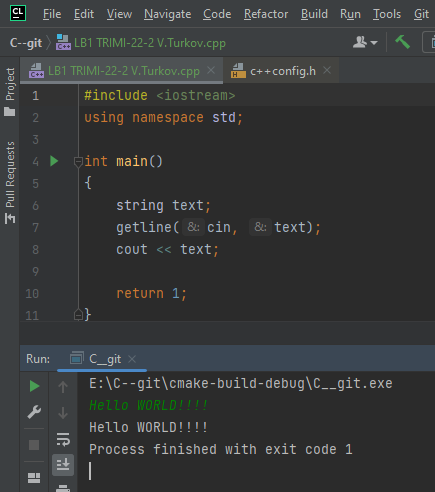 CL File Edit View Navigate Code Refactor Build Run Tools Git
C--git LB1 TRIMI-22-2 V.Turkov.cpp
Project
Pull Requests
LB1 TRIMI-22-2 V.Turkov.cpp c++config.h
1 #include <iostream>
2 using namespace std;
3
4 int main()
5 {
6 string text;
7 getline(&: cin, &: text);
8 cout << text;
9
10 return 1;
11 }
Run: C__git
E:\C--git\cmake-build-debug\C__git.exe
Hello WORLD!!!!
Hello WORLD!!!!
Process finished with exit code 1